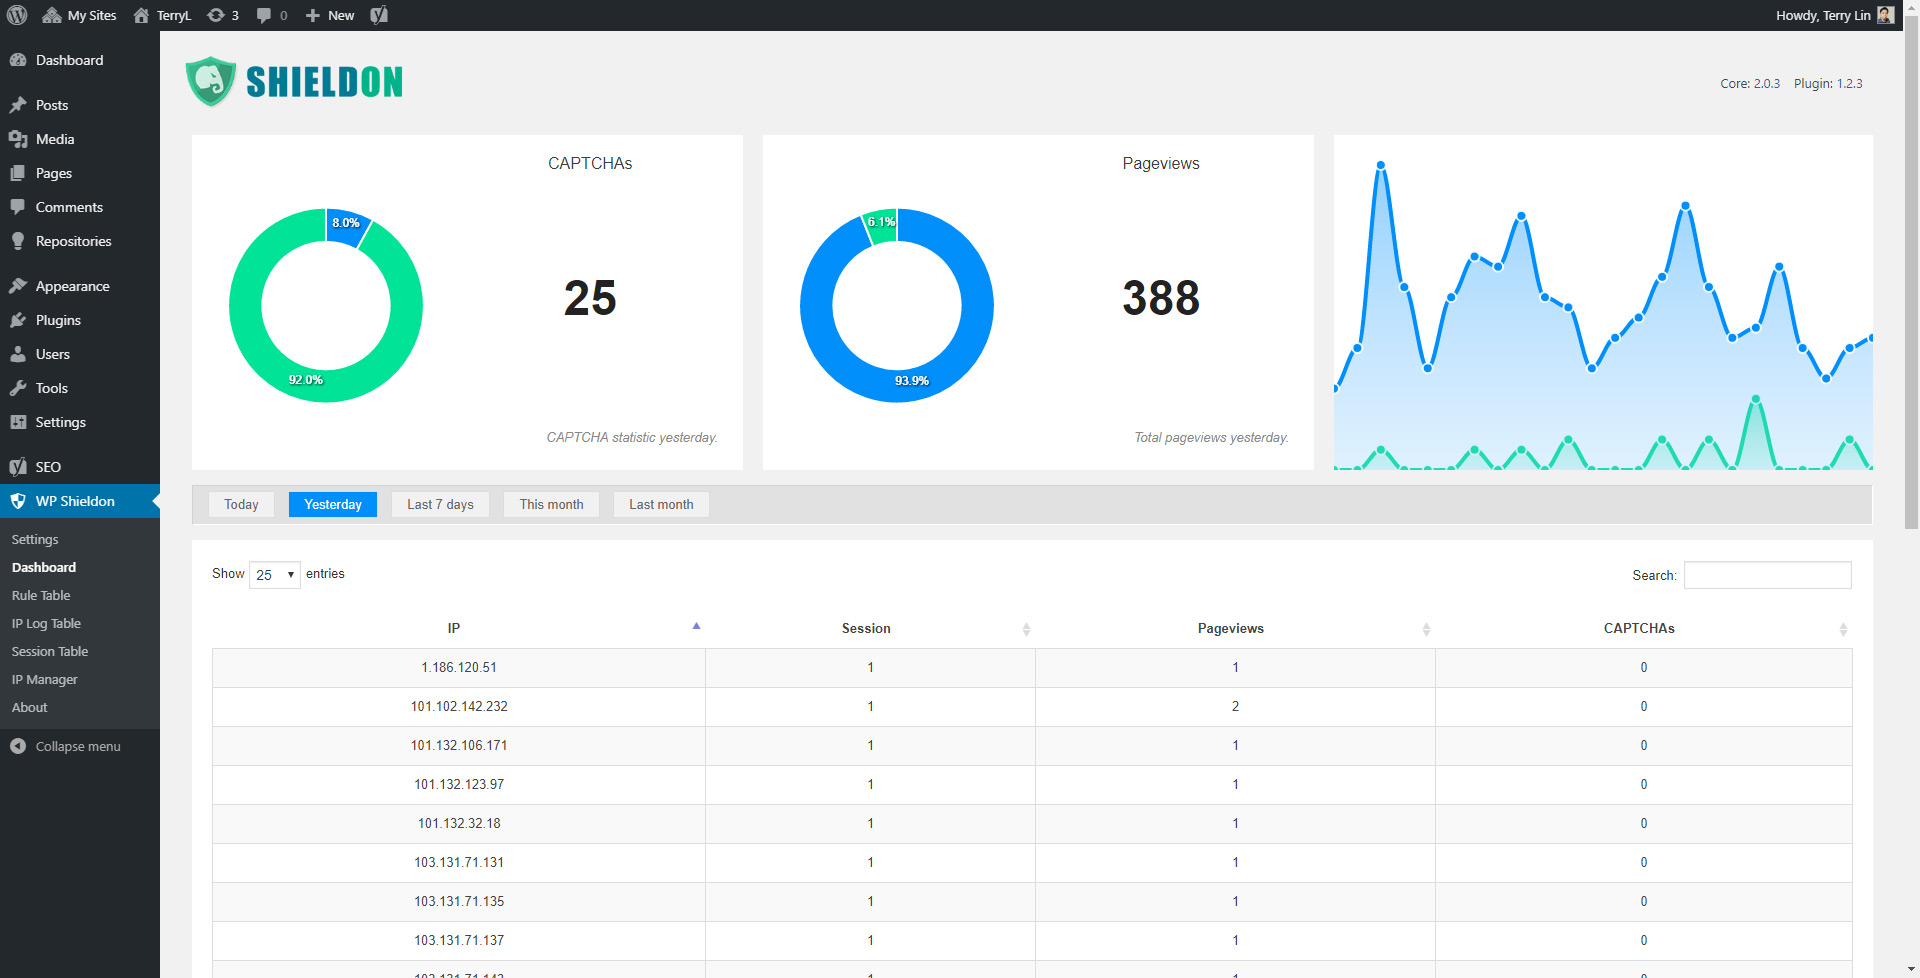 My Sites TerryL 3 0 New Howdy, Terry Lin
Dashboard
Posts
Media
Pages
Comments
Repositories
Appearance
Plugins
Users
Tools
Settings
SEO
WP Shieldon
Settings
Dashboard
Rule Table
IP Log Table
Session Table
IP Manager
About
Collapse menu
SHIELDON
Core: 2.0.3 Plugin: 1.2.3
CAPTCHAs
8.0%
92.0%
25
CAPTCHA statistic yesterday.
Pageviews
6.1%
93.9%
388
Total pageviews yesterday.
Today Yesterday Last 7 days This month Last month
Show 25 entries Search:
IP Session Pageviews CAPTCHAs
1.186.120.51 1 1 0
101.102.142.232 1 2 0
101.132.106.171 1 1 0
101.132.123.97 1 1 0
101.132.32.18 1 1 0
103.131.71.131 1 1 0
103.131.71.135 1 1 0
103.131.71.137 1 1 0